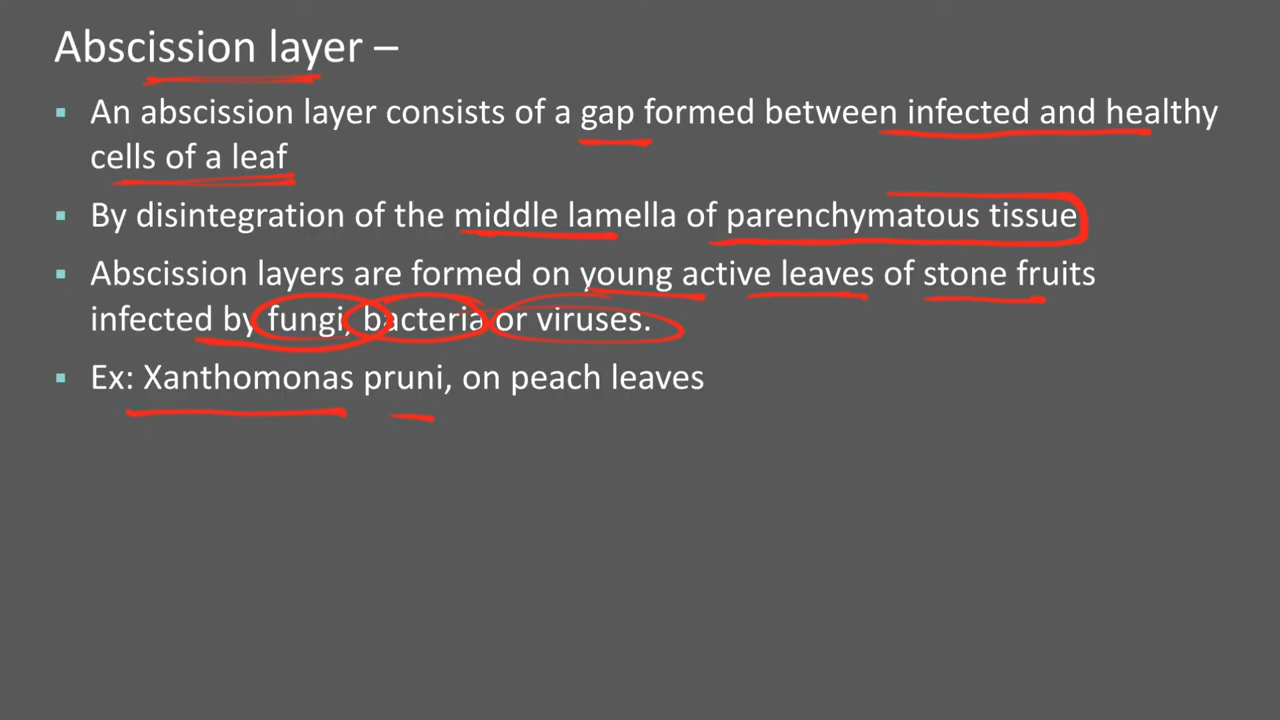 Abscission layer –
▪ An abscission layer consists of a gap formed between infected and healthy
cells of a leaf
▪ By disintegration of the middle lamella of parenchymatous tissue
▪ Abscission layers are formed on young active leaves of stone fruits
infected by fungi, bacteria or viruses.
▪ Ex: Xanthomonas pruni, on peach leaves